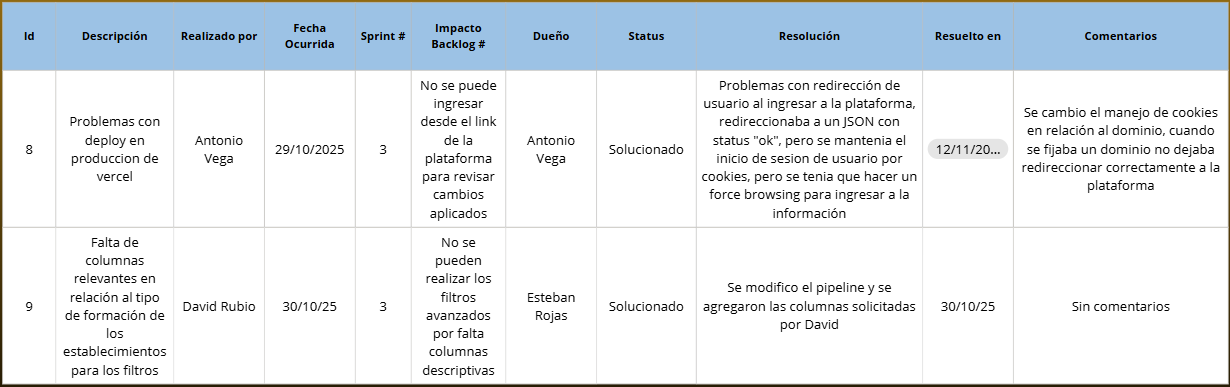 Id
Descripción
Realizado por
Fecha
Ocurrida
Sprint #
Impacto
Backlog #
Dueño
Status
Resolución
Resuelto en
Comentarios
8
Problemas con
deploy en
produccion de
vercel
Antonio
Vega
29/10/2025
3
No se puede
ingresar
desde el link
de la
plataforma
para revisar
cambios
aplicados
Antonio
Vega
Solucionado
Problemas con redirección de
usuario al ingresar a la plataforma,
redireccionaba a un JSON con
status "ok", pero se mantenia el
inicio de sesion de usuario por
cookies, pero se tenia que hacer un
force browsing para ingresar a la
información
12/11/20...
Se cambio el manejo de cookies
en relación al dominio, cuando
se fijaba un dominio no dejaba
redireccionar correctamente a la
plataforma
9
Falta de
columnas
relevantes en
relación al tipo
de formación de
los
establecimientos
para los filtros
David Rubio
30/10/25
3
No se
pueden
realizar los
filtros
avanzados
por falta
columnas
descriptivas
Esteban
Rojas
Solucionado
Se modifico el pipeline y se
agregaron las columnas solicitadas
por David
30/10/25
Sin comentarios